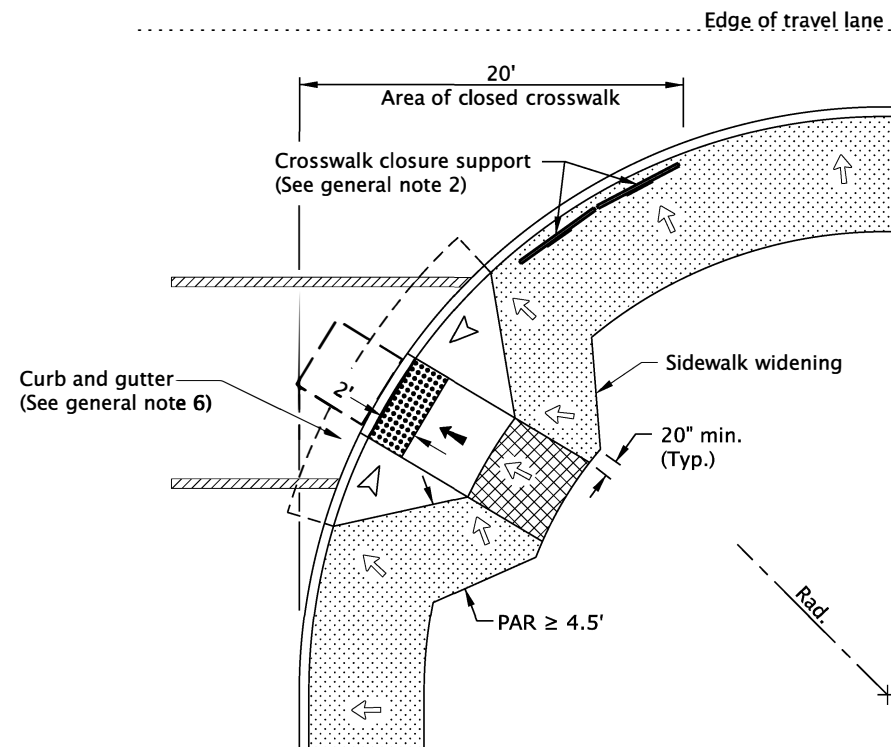 Edge of travel lane
20'
Area of closed crosswalk
Crosswalk closure support
(See general note 2)
Sidewalk widening
Curb and gutter
(See general note 6)
2'
20" min.
(Typ.)
Rad.
PAR ≥ 4.5'